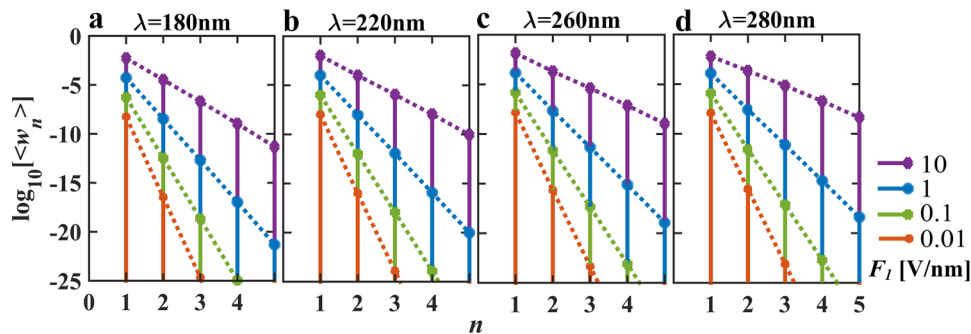 a λ=180nm b λ=220nm c λ=260nm d λ=280nm
0
-5
-10
-15
-20
-25
log10[<wn>]
0 1 2 3 4 1 2 3 4 1 2 3 4 1 2 3 4 5
n
10
1
0.1
0.01
F1 [V/nm]